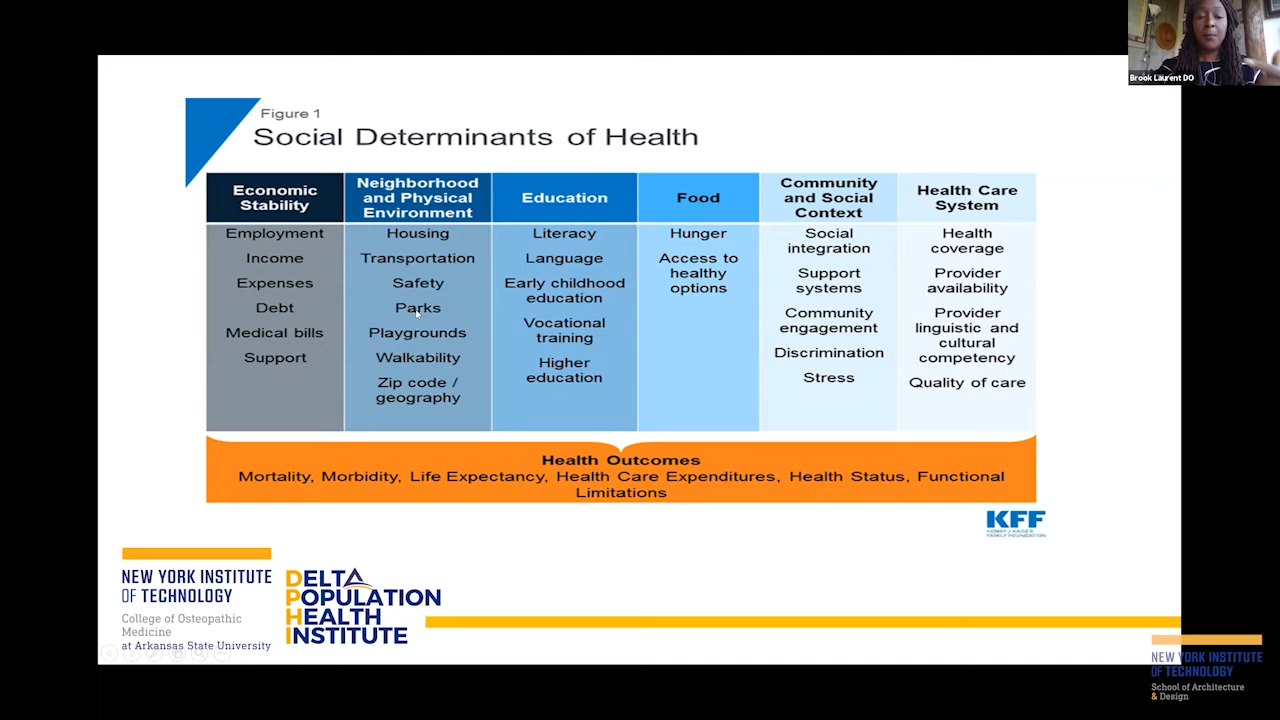 Brook Laurent DO
Figure 1
Social Determinants of Health
Economic
Stability
Employment
Income
Expenses
Debt
Medical bills
Support
Neighborhood
and Physical
Environment
Housing
Transportation
Safety
Parks
Playgrounds
Walkability
Zip code /
geography
Education
Literacy
Language
Early childhood
education
Vocational
training
Higher
education
Food
Hunger
Access to
healthy
options
Community
and Social
Context
Social
integration
Support
systems
Community
engagement
Discrimination
Stress
Health Care
System
Health
coverage
Provider
availability
Provider
linguistic and
cultural
competency
Quality of care
Health Outcomes
Mortality, Morbidity, Life Expectancy, Health Care Expenditures, Health Status, Functional
Limitations
KFF
HENRY J KAISER
FAMILY FOUNDATION
NEW YORK INSTITUTE
OF TECHNOLOGY
College of Osteopathic
Medicine
at Arkansas State University
DELTA
POPULATION
HEALTH
INSTITUTE
NEW YORK INSTITUTE
OF TECHNOLOGY
School of Architecture
& Design